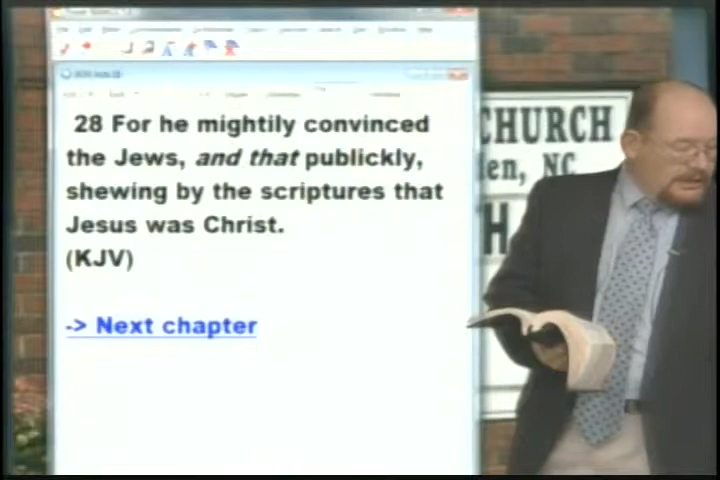 28 For he mightily convinced
the Jews, and that publickly,
shewing by the scriptures that
Jesus was Christ.
(KJV)
-> Next chapter
CHURCH
len, NC
H